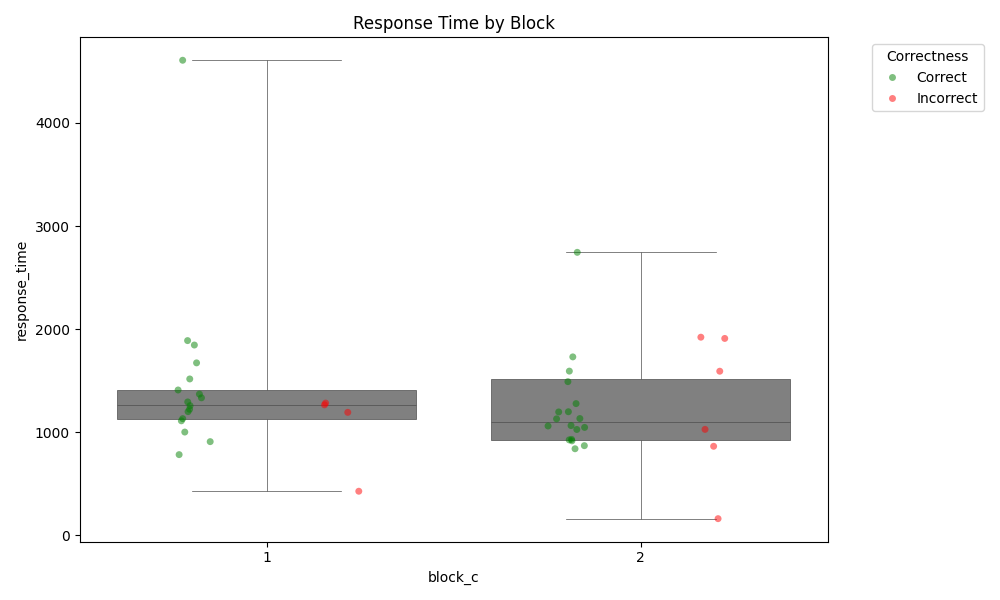 Response Time by Block
Correctness
Correct
Incorrect
response_time
4000
3000
2000
1000
0
1
2
block_c